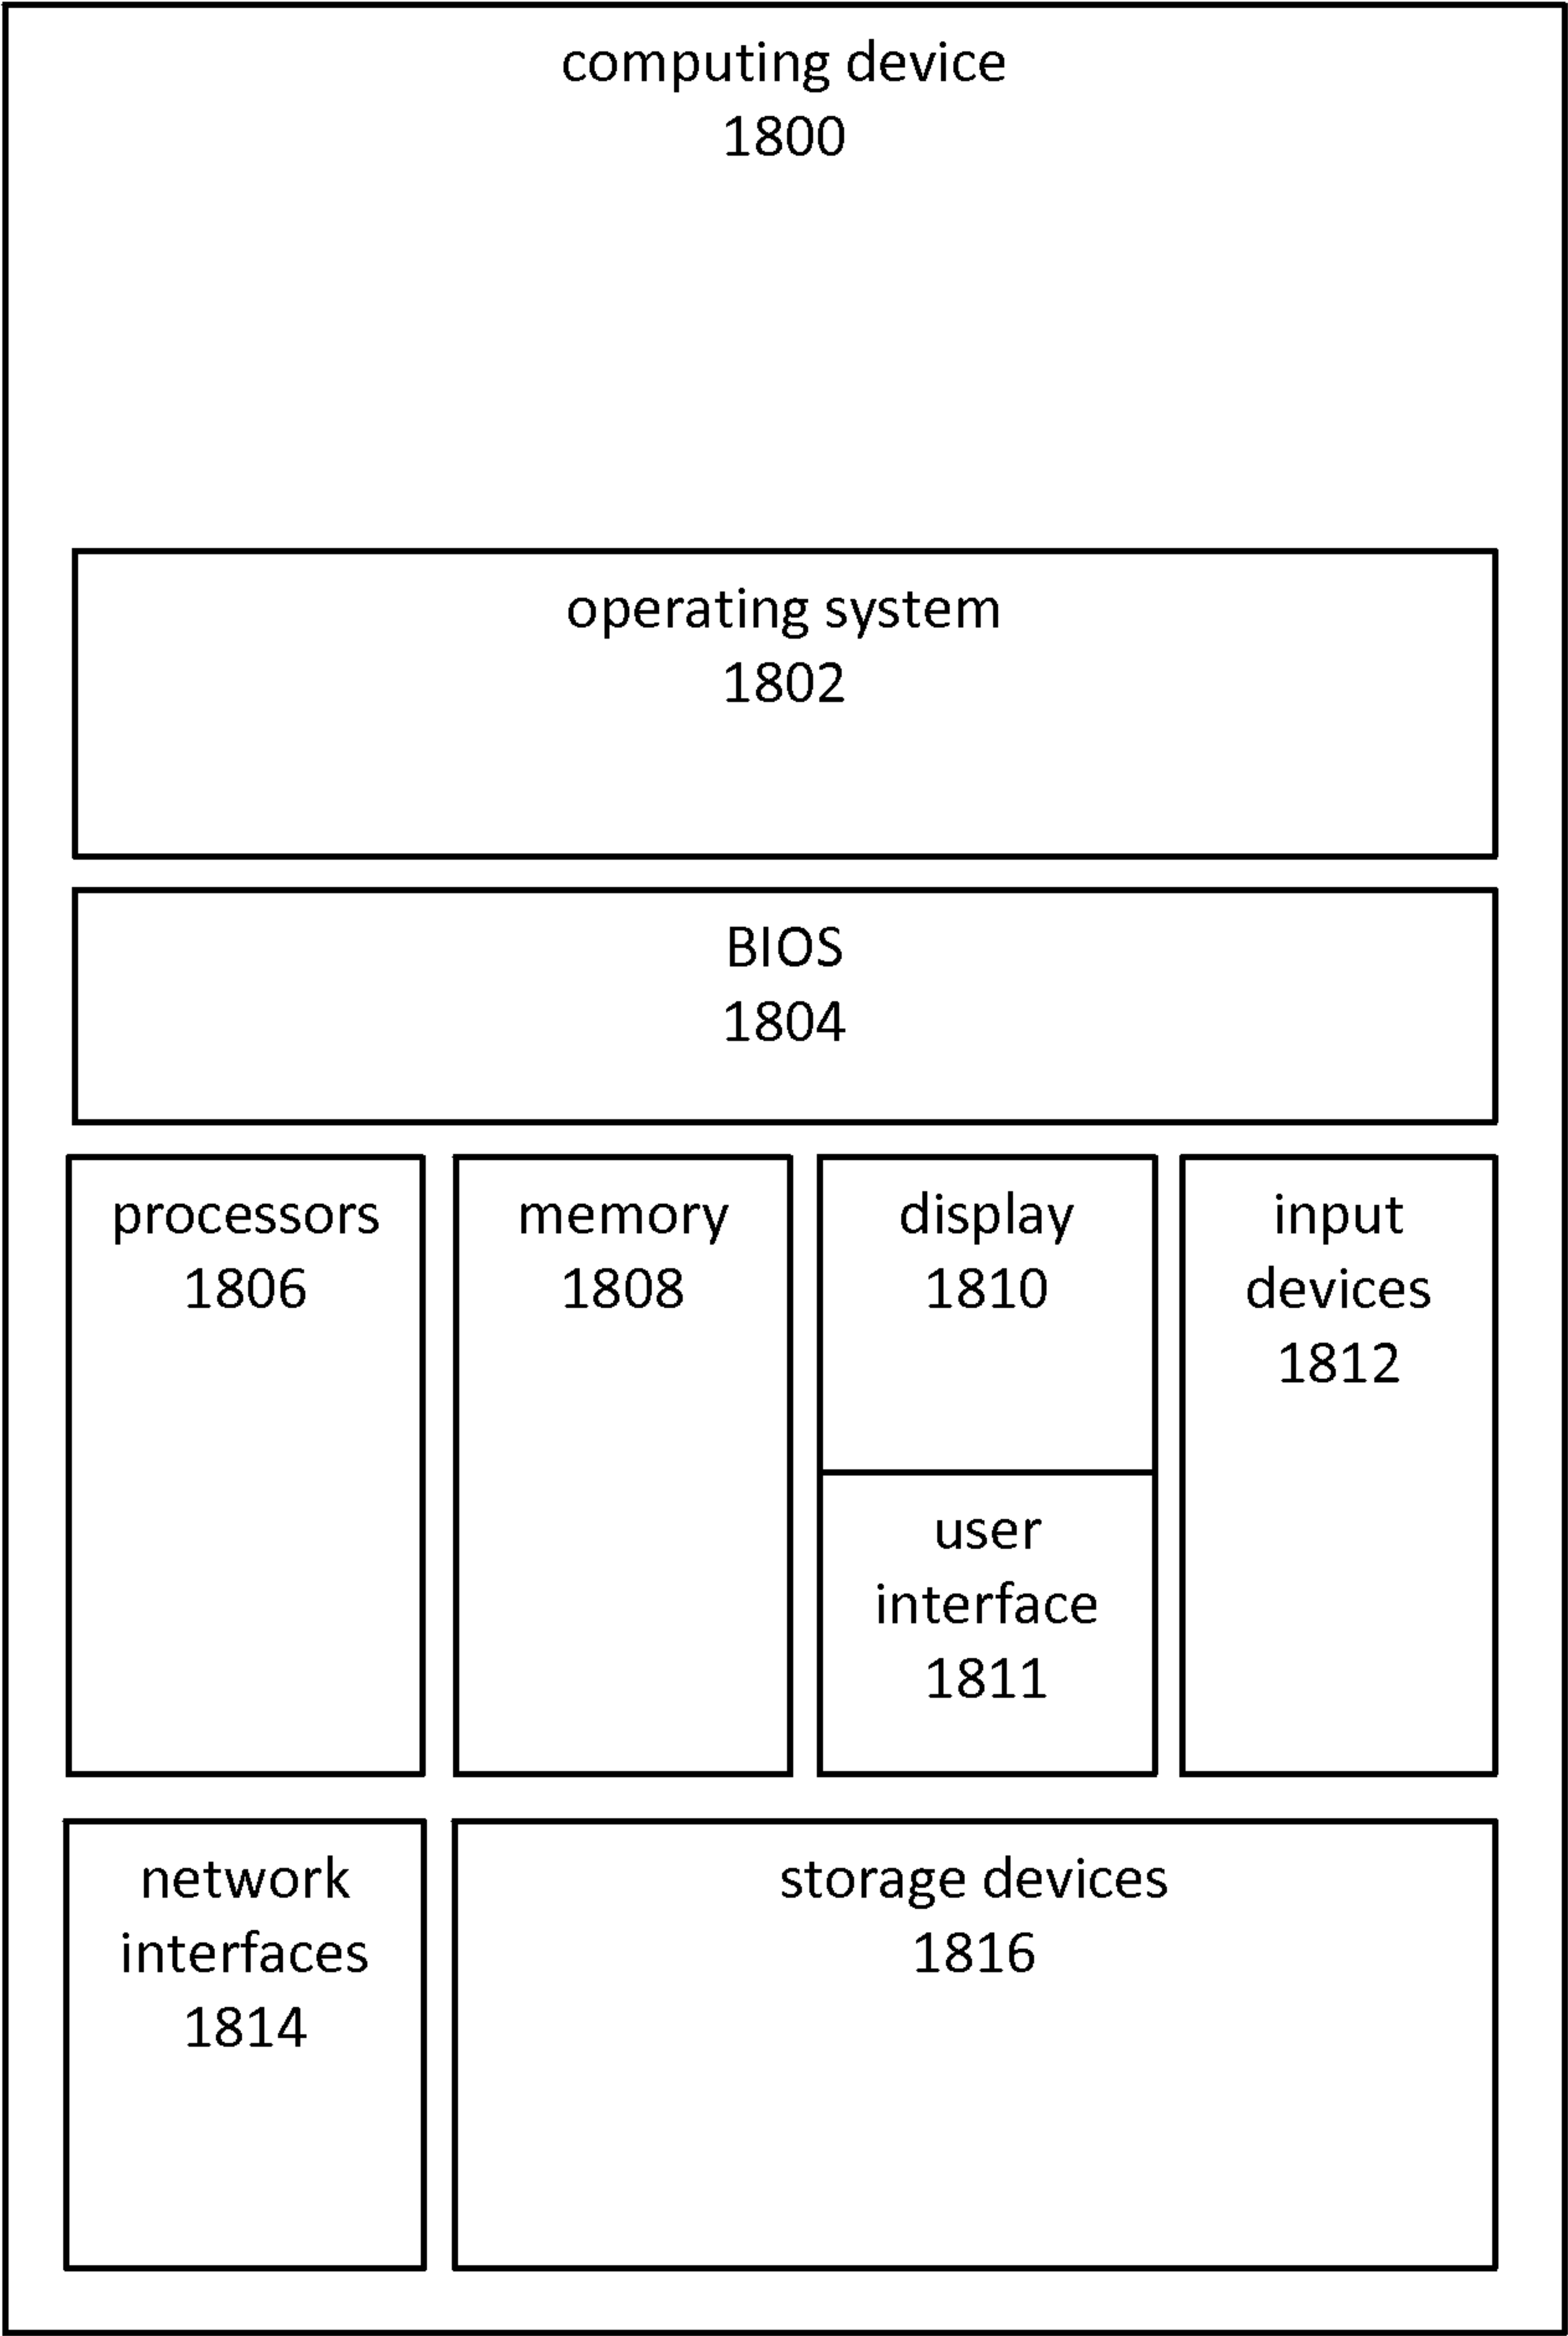 computing device
1800
operating system
1802
BIOS
1804
processors
1806
memory
1808
display
1810
user
interface
1811
input
devices
1812
network
interfaces
1814
storage devices
1816